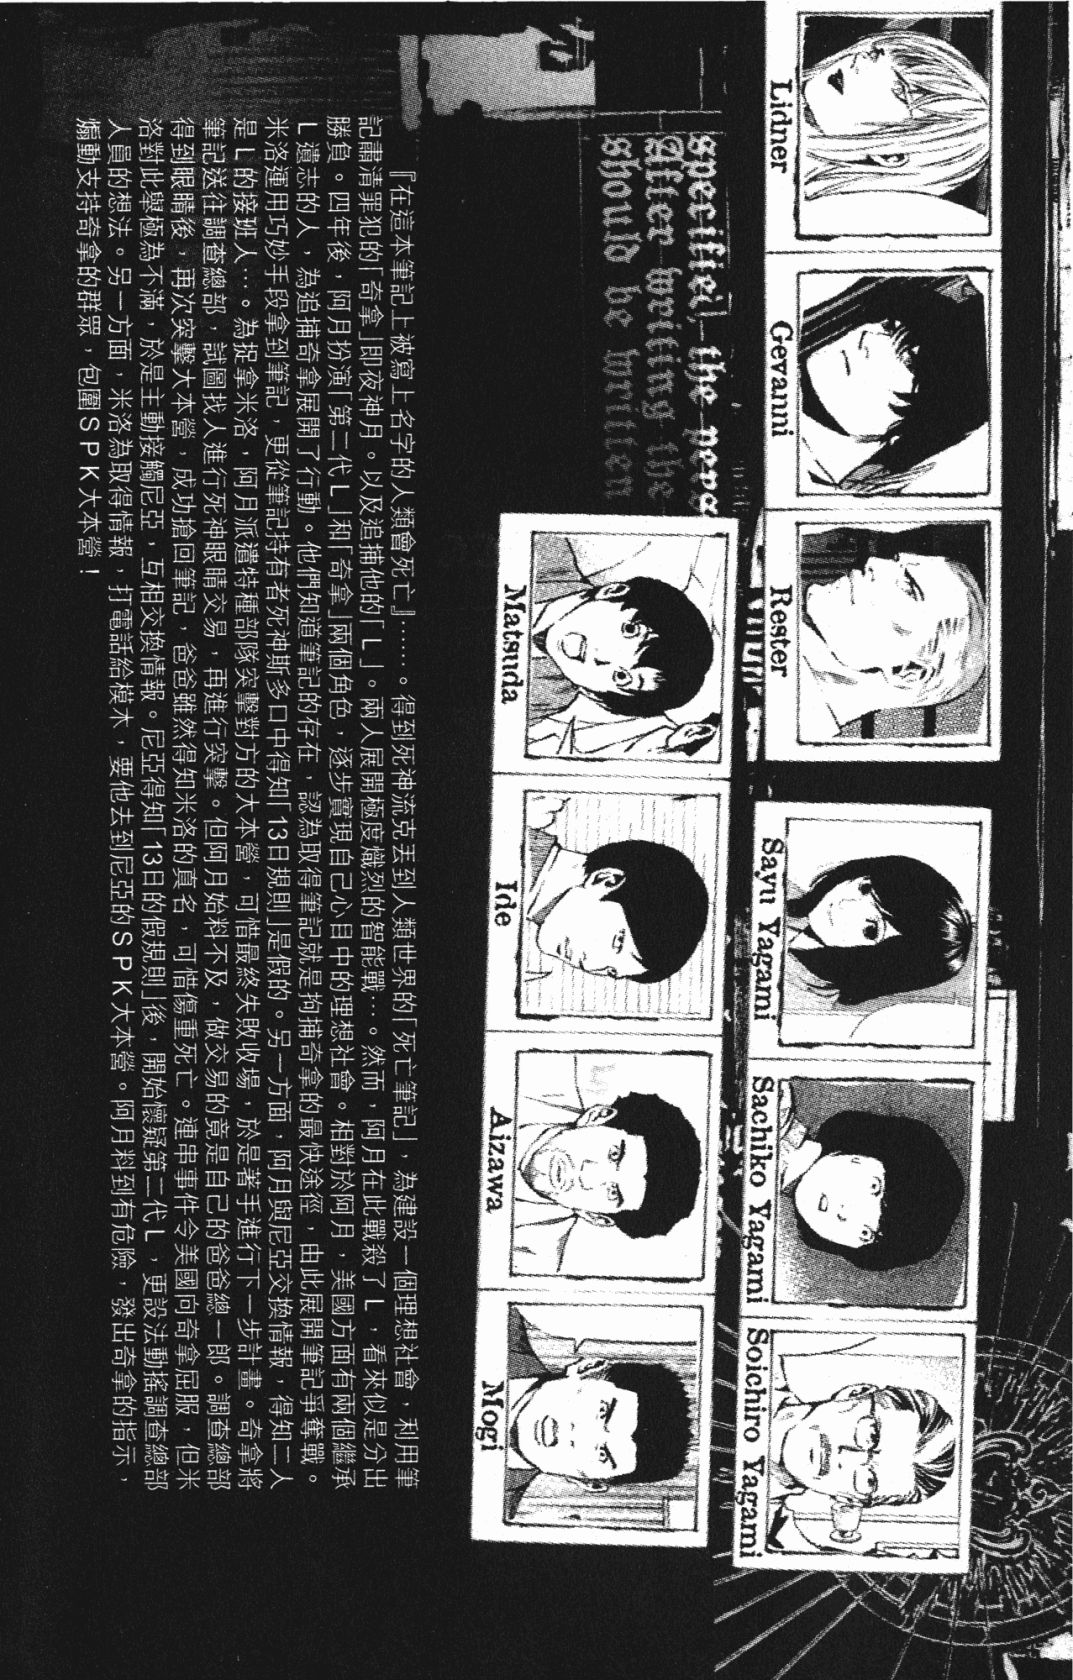 Lidner
Gevanni
Rester
Sayu Yagami
Sachiko Yagami
Soichiro Yagami
specified, the pers
After writing the
should be written
Matsuda
Ide
Aizawa
Mogi
『在這本筆記上被寫上名字的人類會死亡』……。得到死神流克丟到人類世界的「死亡筆記」，為建設一個理想社會，利用筆
記肅清罪犯的「奇拿」即夜神月。以及追捕他的「L」。兩人展開極度熾烈的智能戰…。然而，阿月在此戰殺了L，看來似是分出
勝負。四年後，阿月扮演「第二代L」和「奇拿」兩個角色，逐步實現自己心目中的理想社會。相對於阿月，美國方面有兩個繼承
L遺志的人，為追捕奇拿展開了行動。他們知道筆記的存在，認為取得筆記就是拘捕奇拿的最快途徑，由此展開筆記爭奪戰。
米洛運用巧妙手段拿到筆記，更從筆記持有者死神斯多口中得知「13日規則」是假的。另一方面，阿月與尼亞交換情報，得知二人
是L的接班人…。為捉拿米洛，阿月派遣特種部隊突擊對方的大本營，可惜最終失敗收場，於是著手進行下一步計畫。奇拿將
筆記送往調查總部，試圖找人進行死神眼睛交易，再進行突擊。但阿月始料不及，做交易的竟是自己的爸爸總一郎。調查總部
得到眼睛後，再次突擊大本營，成功搶回筆記，爸爸雖然得知米洛的真名，可惜傷重死亡。連串事件令美國向奇拿屈服，但米
洛對此舉極為不滿，於是主動接觸尼亞，互相交換情報。尼亞得知「13日的假規則」後，開始懷疑第二代L，更設法動搖調查總部
人員的想法。另一方面，米洛為取得情報，打電話給模木，要他去到尼亞的SPK大本營。阿月料到有危險，發出奇拿的指示，
煽動支持奇拿的群眾，包圍SPK大本營！